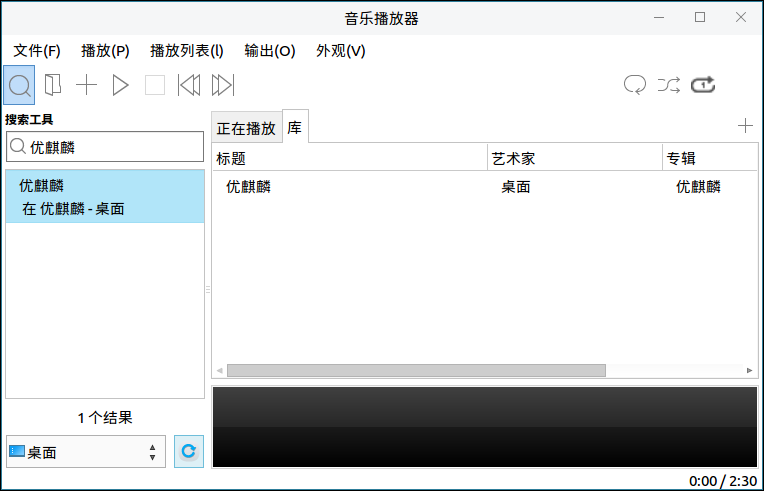 音乐播放器
文件(F) 播放(P) 播放列表(l) 输出(O) 外观(V)
1
搜索工具
优麒麟
优麒麟
在 优麒麟 - 桌面
1 个结果
桌面
正在播放 库
标题 艺术家 专辑
优麒麟 桌面 优麒麟
0:00 / 2:30